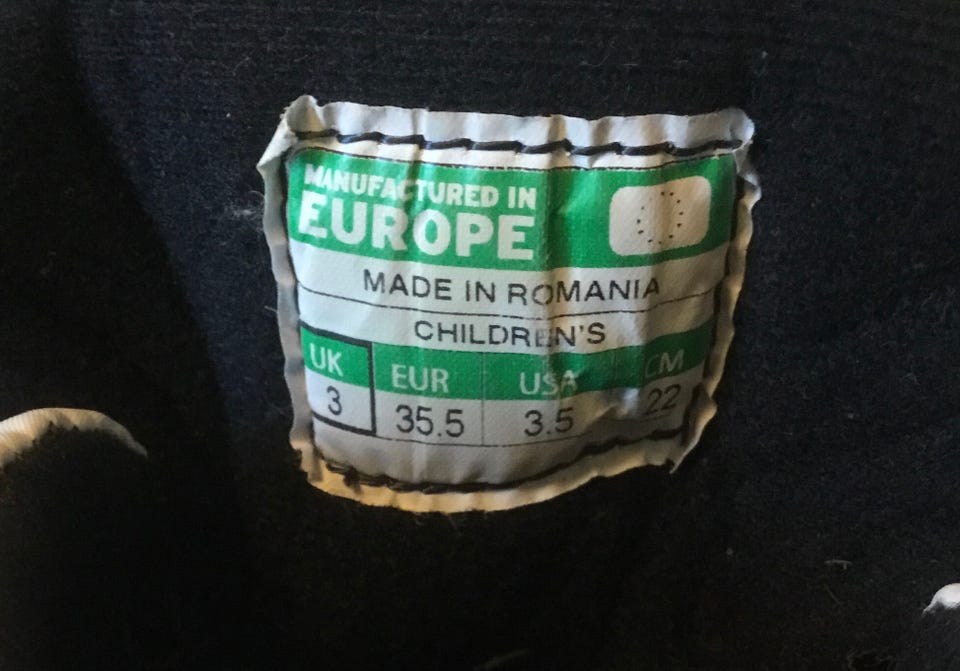 MANUFACTURED IN
EUROPE
MADE IN ROMANIA
CHILDREN'S
UK EUR USA CM
3 35.5 3.5 22